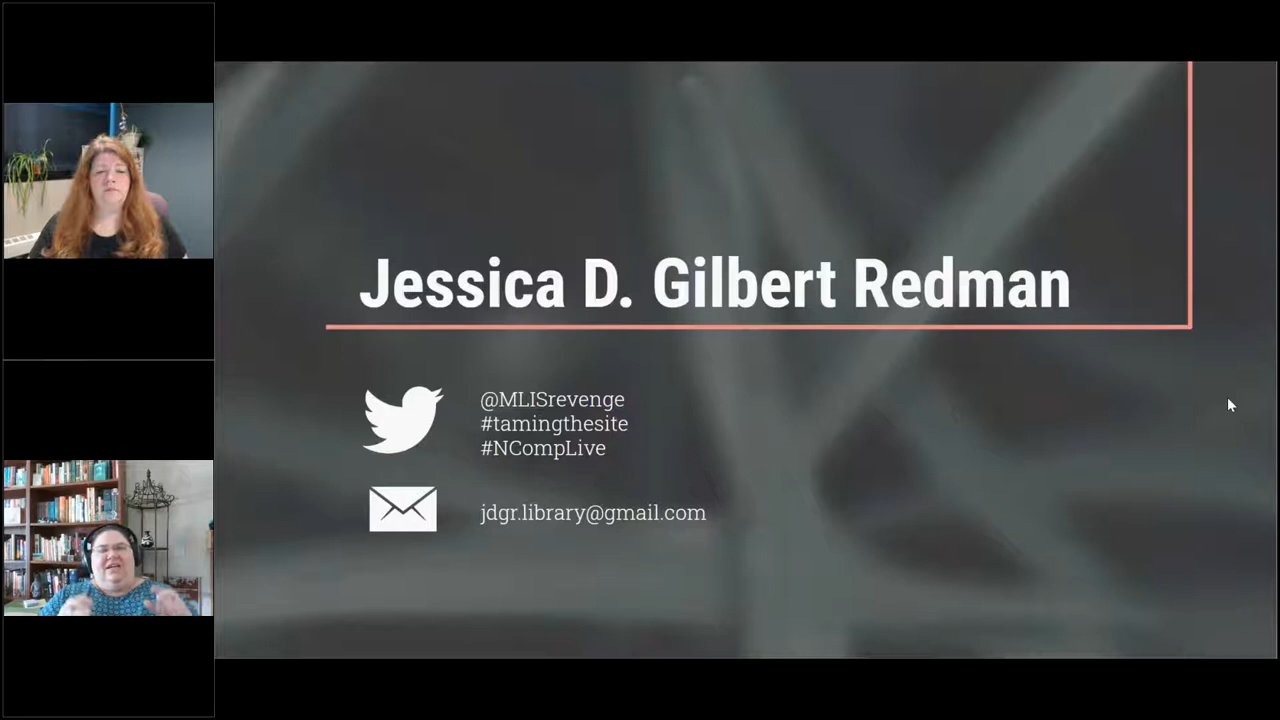 Jessica D. Gilbert Redman
@MLISrevenge
#tamingthesite
#NCompLive
jdgr.library@gmail.com